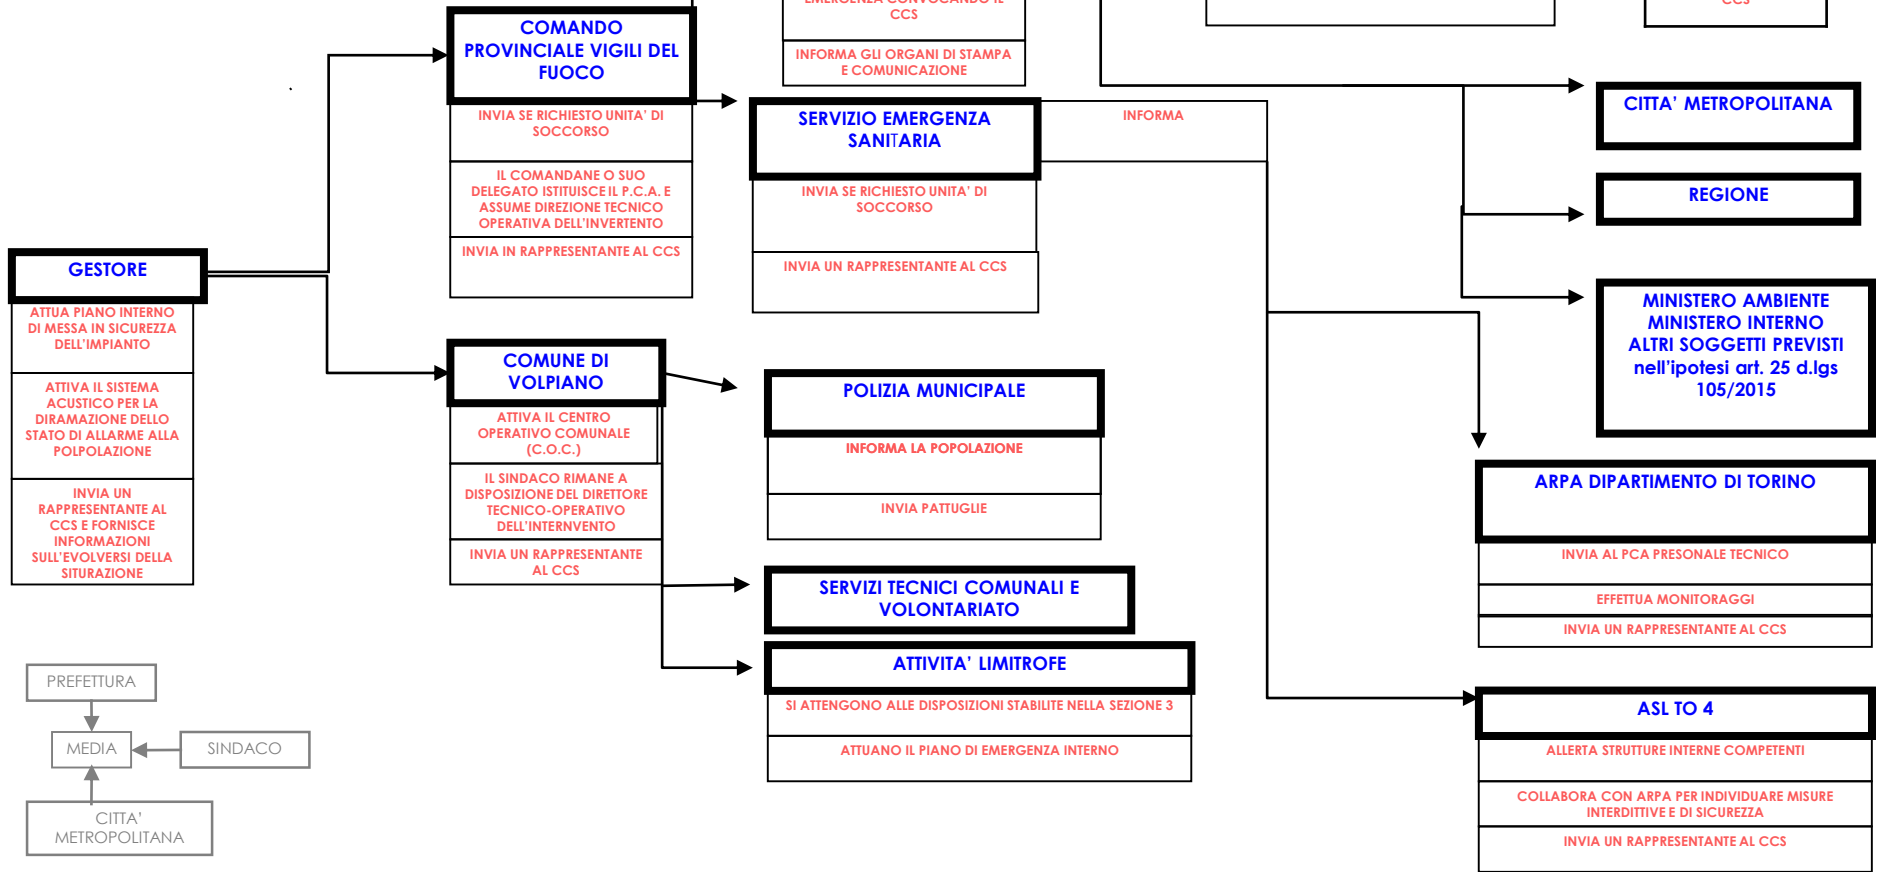 EMERGENZA CONVOCANDO IL
CCS
INFORMA GLI ORGANI DI STAMPA
E COMUNICAZIONE
CCS
COMANDO
PROVINCIALE VIGILI DEL
FUOCO
INVIA SE RICHIESTO UNITA' DI
SOCCORSO
IL COMANDANE O SUO
DELEGATO ISTITUISCE IL P.C.A. E
ASSUME DIREZIONE TECNICO
OPERATIVA DELL'INVERTENTO
INVIA IN RAPPRESENTANTE AL CCS
SERVIZIO EMERGENZA
SANITARIA
INFORMA
INVIA SE RICHIESTO UNITA' DI
SOCCORSO
INVIA UN RAPPRESENTANTE AL CCS
CITTA' METROPOLITANA
REGIONE
MINISTERO AMBIENTE
MINISTERO INTERNO
ALTRI SOGGETTI PREVISTI
nell'ipotesi art. 25 d.lgs
105/2015
GESTORE
ATTUA PIANO INTERNO
DI MESSA IN SICUREZZA
DELL'IMPIANTO
ATTIVA IL SISTEMA
ACUSTICO PER LA
DIRAMAZIONE DELLO
STATO DI ALLARME ALLA
POLPOLAZIONE
INVIA UN
RAPPRESENTANTE AL
CCS E FORNISCE
INFORMAZIONI
SULL'EVOLVERSI DELLA
SITURAZIONE
COMUNE DI
VOLPIANO
ATTIVA IL CENTRO
OPERATIVO COMUNALE
(C.O.C.)
IL SINDACO RIMANE A
DISPOSIZIONE DEL DIRETTORE
TECNICO-OPERATIVO
DELL'INTERNVENTO
INVIA UN RAPPRESENTANTE
AL CCS
POLIZIA MUNICIPALE
INFORMA LA POPOLAZIONE
INVIA PATTUGLIE
SERVIZI TECNICI COMUNALI E
VOLONTARIATO
ATTIVITA' LIMITROFE
SI ATTENGONO ALLE DISPOSIZIONI STABILITE NELLA SEZIONE 3
ATTUANO IL PIANO DI EMERGENZA INTERNO
ARPA DIPARTIMENTO DI TORINO
INVIA AL PCA PRESONALE TECNICO
EFFETTUA MONITORAGGI
INVIA UN RAPPRESENTANTE AL CCS
ASL TO 4
ALLERTA STRUTTURE INTERNE COMPETENTI
COLLABORA CON ARPA PER INDIVIDUARE MISURE
INTERDITTIVE E DI SICUREZZA
INVIA UN RAPPRESENTANTE AL CCS
PREFETTURA
MEDIA
SINDACO
CITTA'
METROPOLITANA